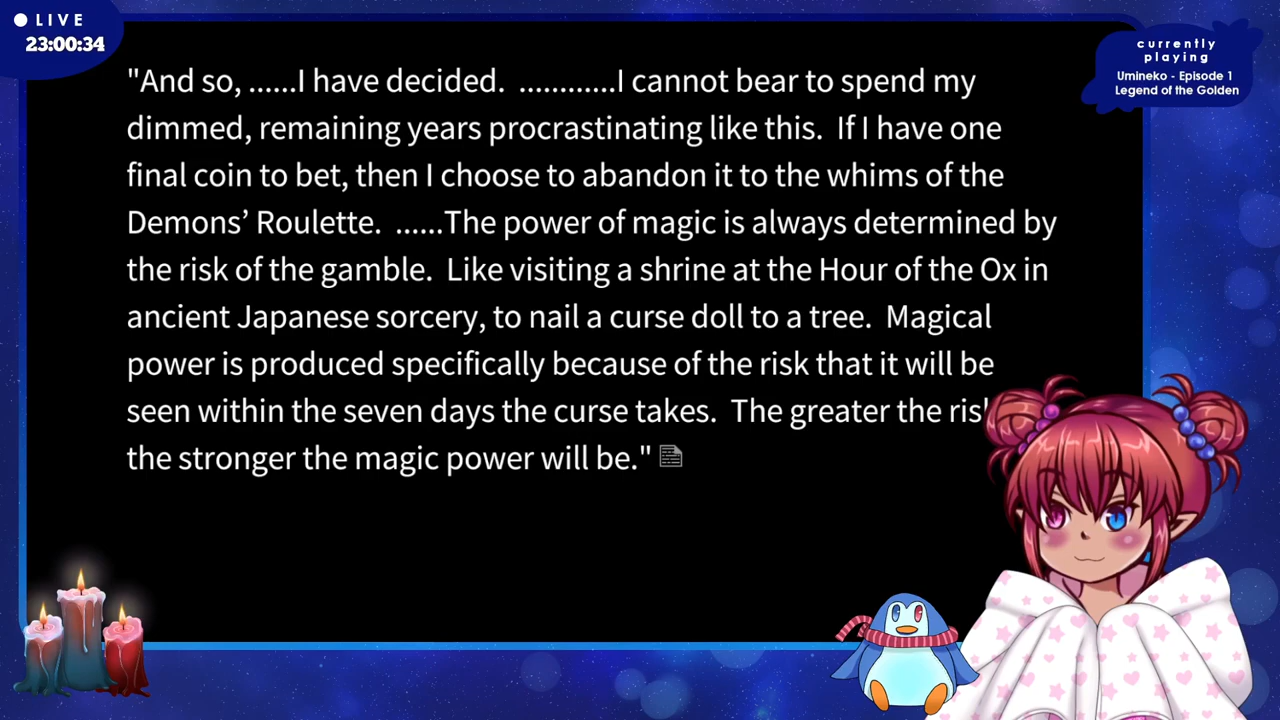 LIVE
23:00:34
currently
playing
Umineko - Episode 1
Legend of the Golden
"And so, ......I have decided.  ............I cannot bear to spend my
dimmed, remaining years procrastinating like this.  If I have one
final coin to bet, then I choose to abandon it to the whims of the
Demons’ Roulette.  ......The power of magic is always determined by
the risk of the gamble.  Like visiting a shrine at the Hour of the Ox in
ancient Japanese sorcery, to nail a curse doll to a tree.  Magical
power is produced specifically because of the risk that it will be
seen within the seven days the curse takes.  The greater the
the stronger the magic power will be."